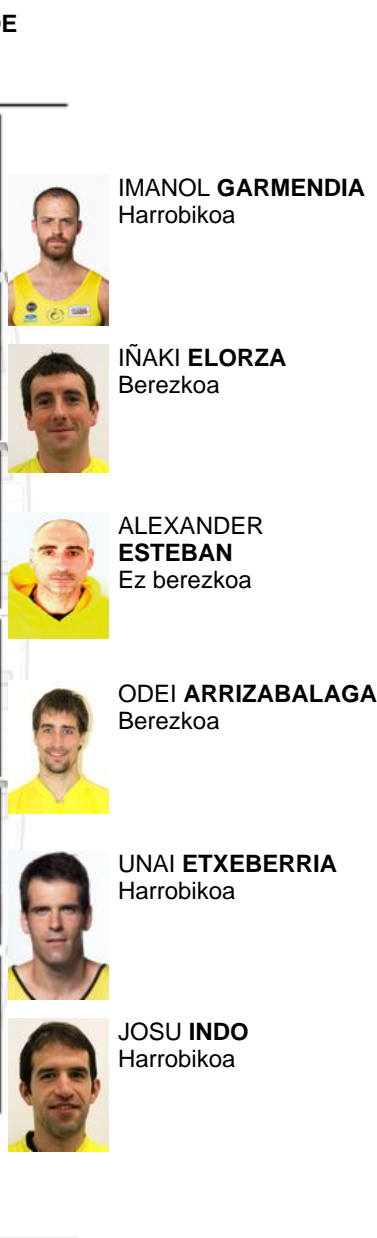 IMANOL GARMENDIA
Harrobikoa
IÑAKI ELORZA
Berezkoa
ALEXANDER
ESTEBAN
Ez berezkoa
ODEI ARRIZABALAGA
Berezkoa
UNAI ETXEBERRIA
Harrobikoa
JOSU INDO
Harrobikoa